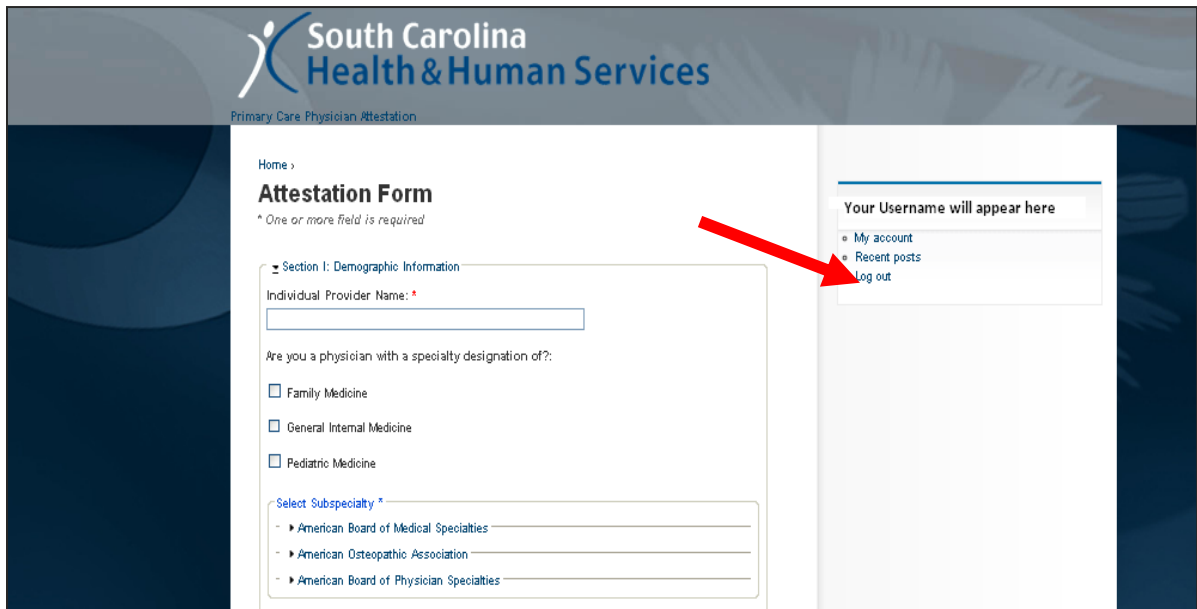 South Carolina
Health & Human Services
Primary Care Physician Attestation
Home ›
Attestation Form
* One or more field is required
Section I: Demographic Information
Individual Provider Name: *
Are you a physician with a specialty designation of?:
Family Medicine
General Internal Medicine
Pediatric Medicine
Select Subspecialty *
American Board of Medical Specialties
American Osteopathic Association
American Board of Physician Specialties
Your Username will appear here
My account
Recent posts
Log out